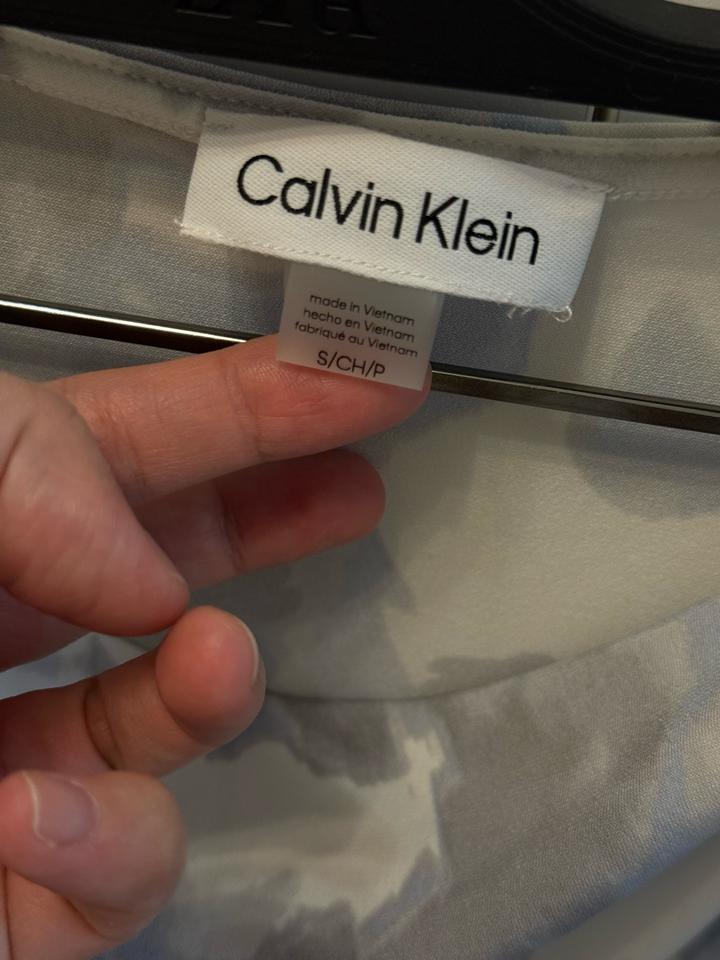 Calvin Klein
made in Vietnam
hecho en Vietnam
fabriqué au Vietnam
S/CH/P